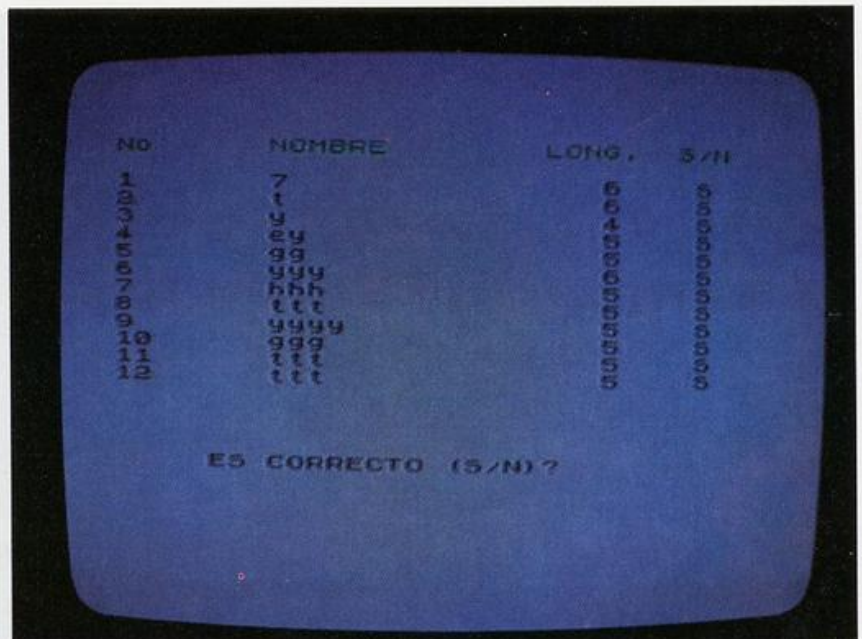 NO NOMBRE LONG. S/N
1 7 6 s
2 t 6 s
3 y 4 s
4 ey 5 s
5 gg 5 s
6 yyy 6 s
7 hhh 5 s
8 ttt 5 s
9 yyyy 5 s
10 ggg 5 s
11 ttt 5 s
12 ttt 5 s
ES CORRECTO (S/N)?